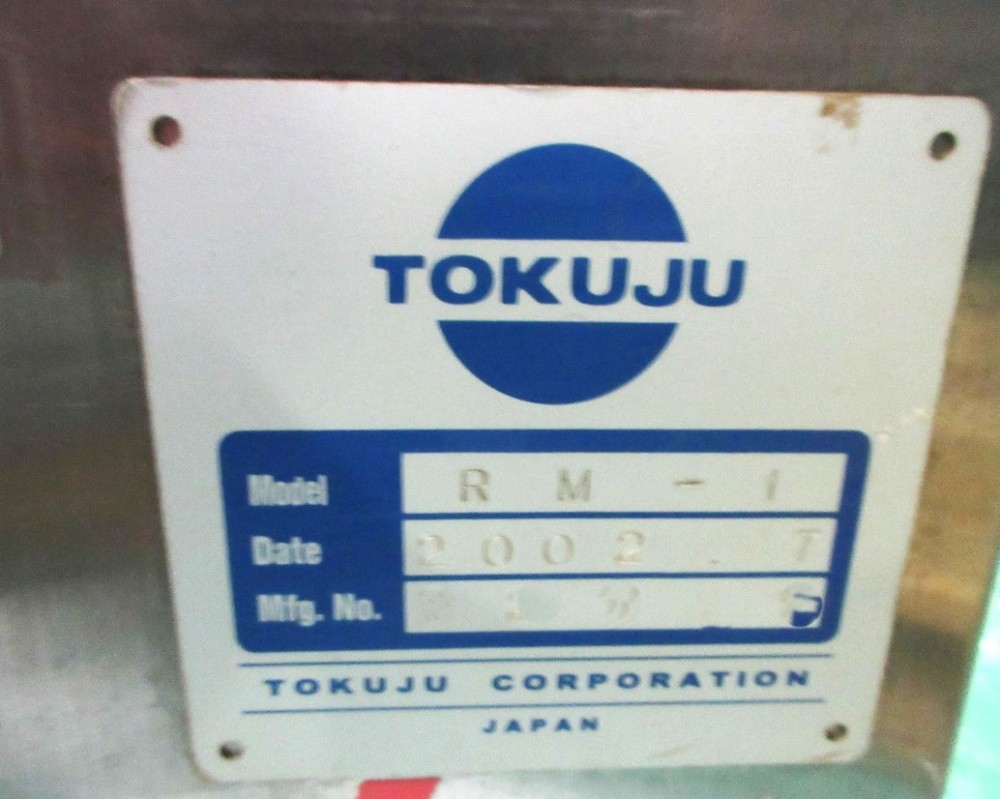 TOKUJU
Model RM-1
Date 2002.7
Mfg. No.
TOKUJU CORPORATION
JAPAN